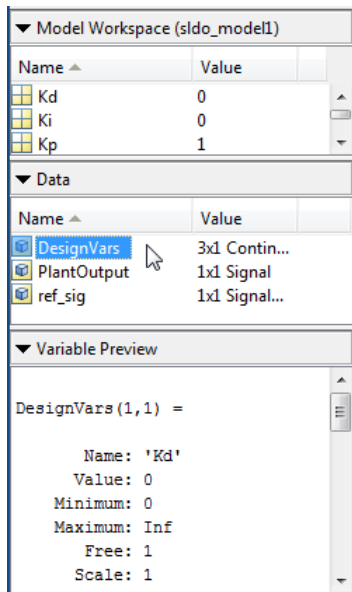 Model Workspace (sldo_model1)
Name Value
Kd 0
Ki 0
Kp 1
Data
Name Value
DesignVars 3x1 Contin...
PlantOutput 1x1 Signal
ref_sig 1x1 Signal...
Variable Preview
DesignVars(1,1) =
Name: 'Kd'
Value: 0
Minimum: 0
Maximum: Inf
Free: 1
Scale: 1